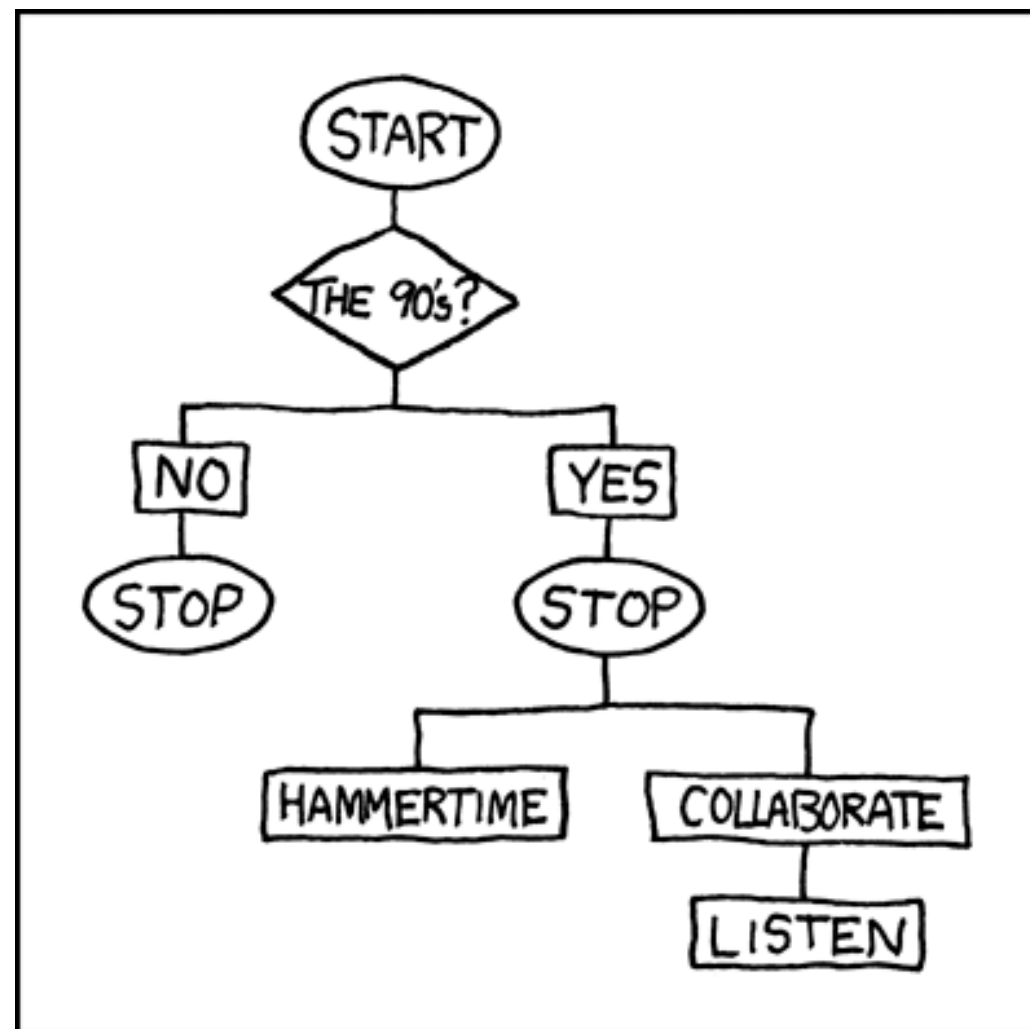 START
THE 90's?
NO
YES
STOP
STOP
HAMMERTIME
COLLABORATE
LISTEN